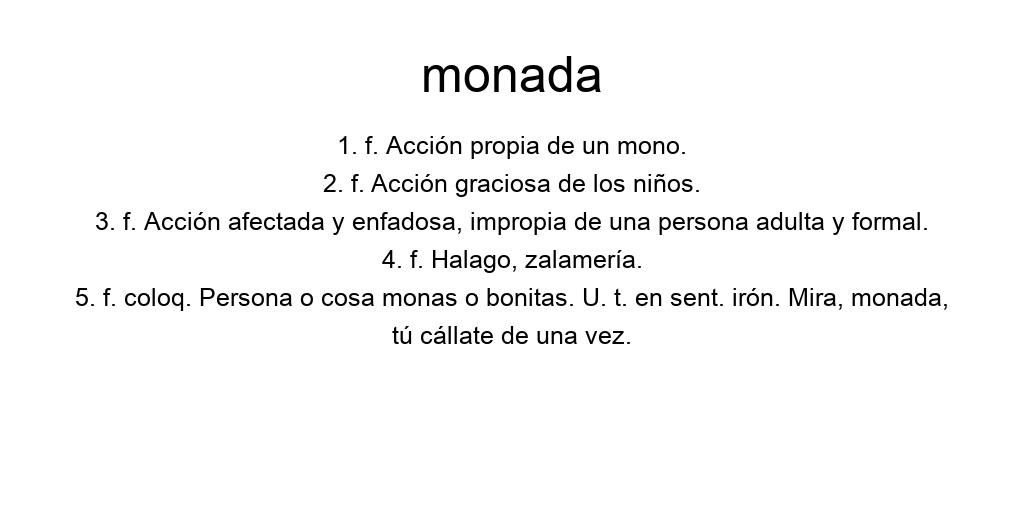 monada
1. f. Acción propia de un mono.
2. f. Acción graciosa de los niños.
3. f. Acción afectada y enfadosa, impropia de una persona adulta y formal.
4. f. Halago, zalamería.
5. f. coloq. Persona o cosa monas o bonitas. U. t. en sent. irón. Mira, monada,
tú cállate de una vez.